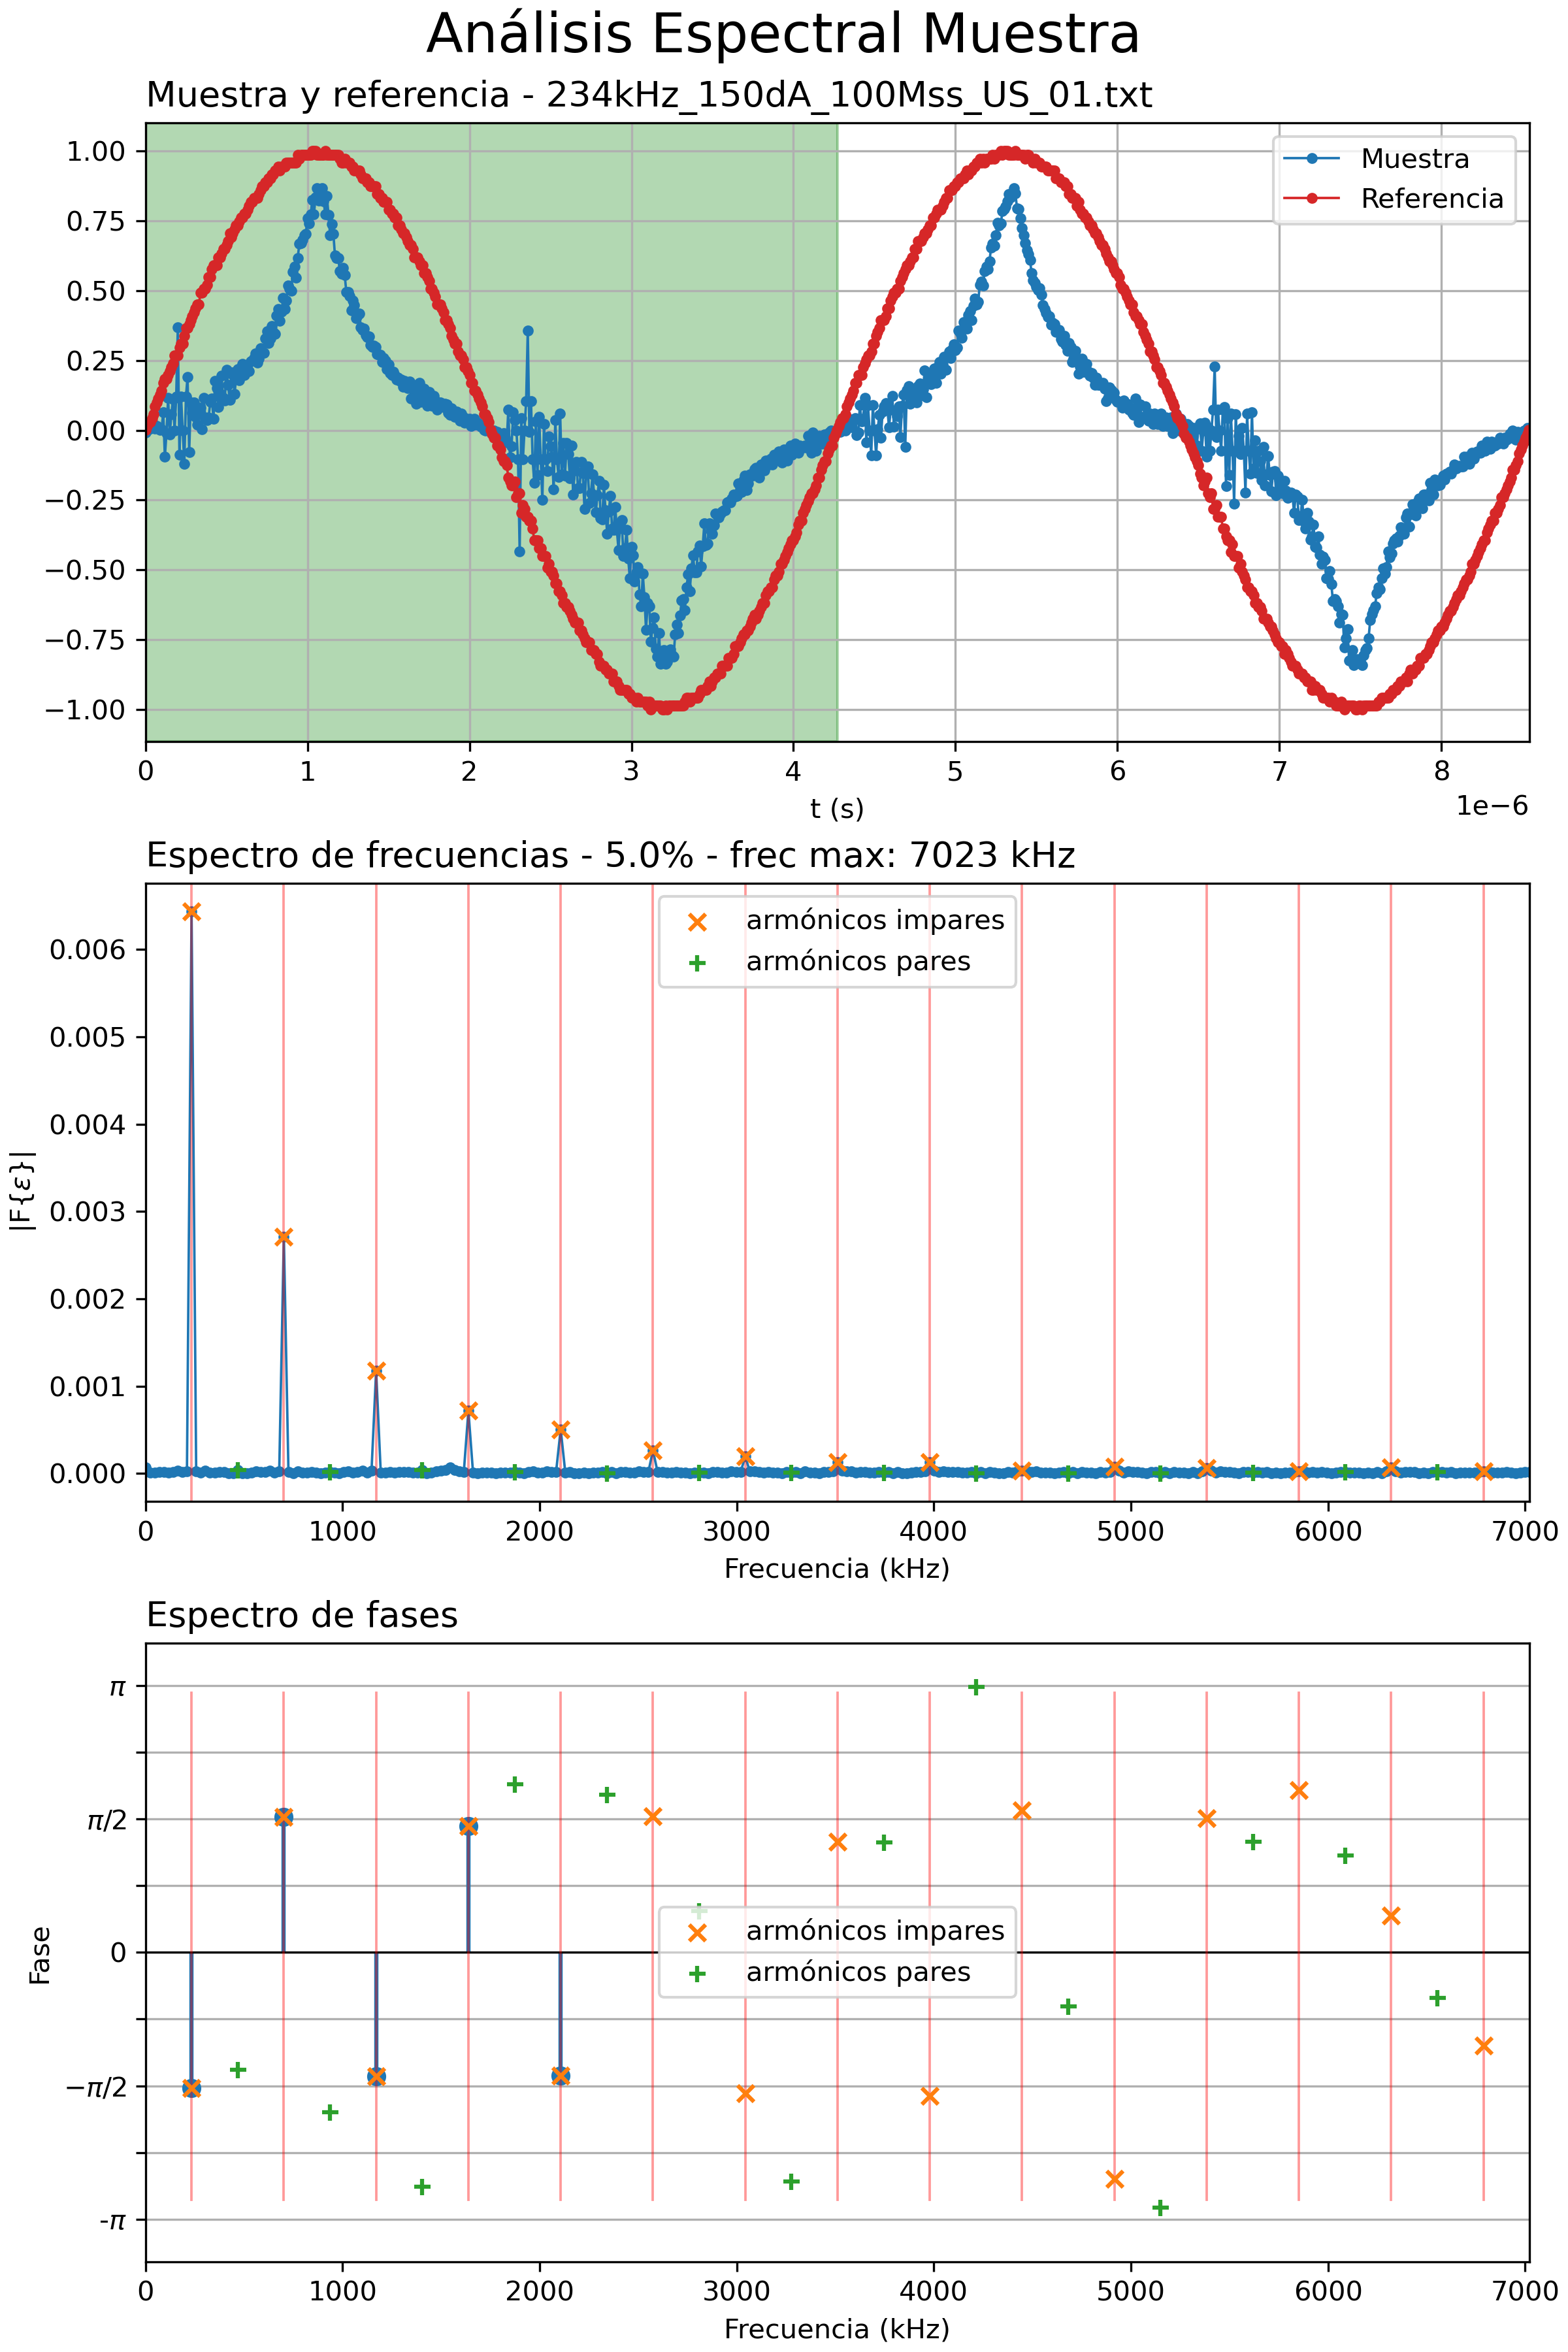 Análisis Espectral Muestra
Muestra y referencia - 234kHz_150dA_100Mss_US_01.txt
1.00
0.75
0.50
0.25
0.00
−0.25
−0.50
−0.75
−1.00
Muestra
Referencia
0 1 2 3 4 5 6 7 8
1e−6
t (s)
Espectro de frecuencias - 5.0% - frec max: 7023 kHz
0.006
0.005
0.004
0.003
0.002
0.001
0.000
|F{ε}|
armónicos impares
armónicos pares
0 1000 2000 3000 4000 5000 6000 7000
Frecuencia (kHz)
Espectro de fases
π
π/2
0
−π/2
-π
Fase
armónicos impares
armónicos pares
0 1000 2000 3000 4000 5000 6000 7000
Frecuencia (kHz)